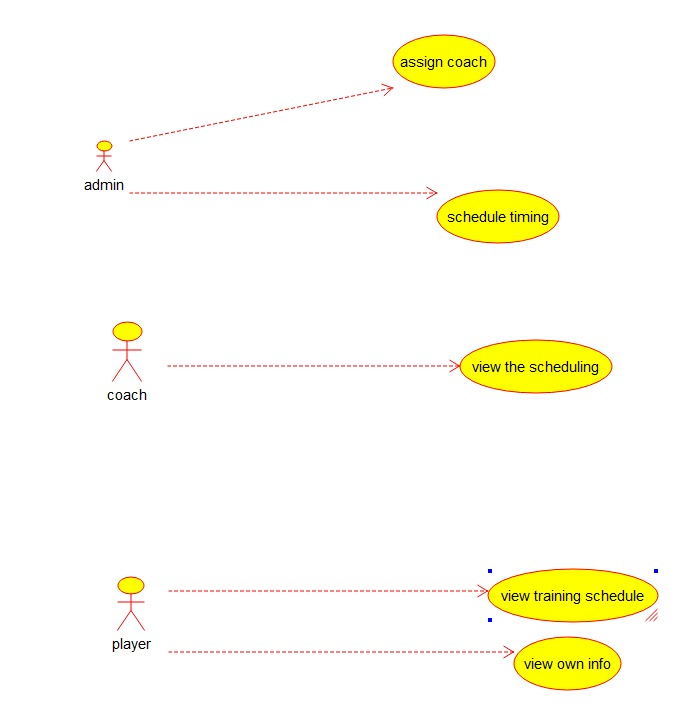 assign coach
admin
schedule timing
view the scheduling
coach
view training schedule
player
view own info